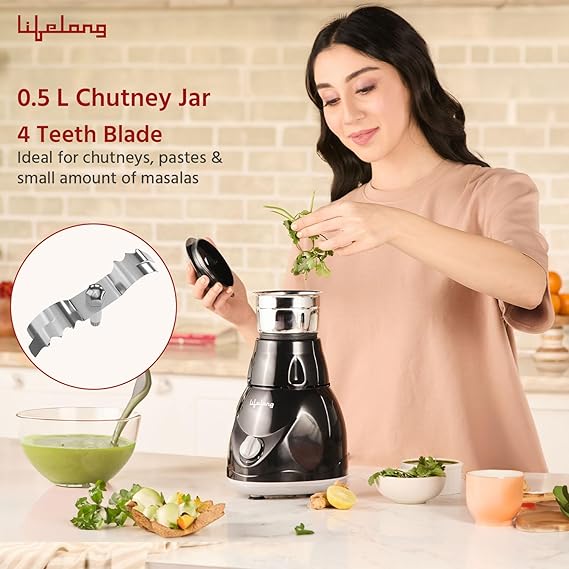 Lifelong
0.5 L Chutney Jar
4 Teeth Blade
Ideal for chutneys, pastes &
small amount of masalas
Lifelong